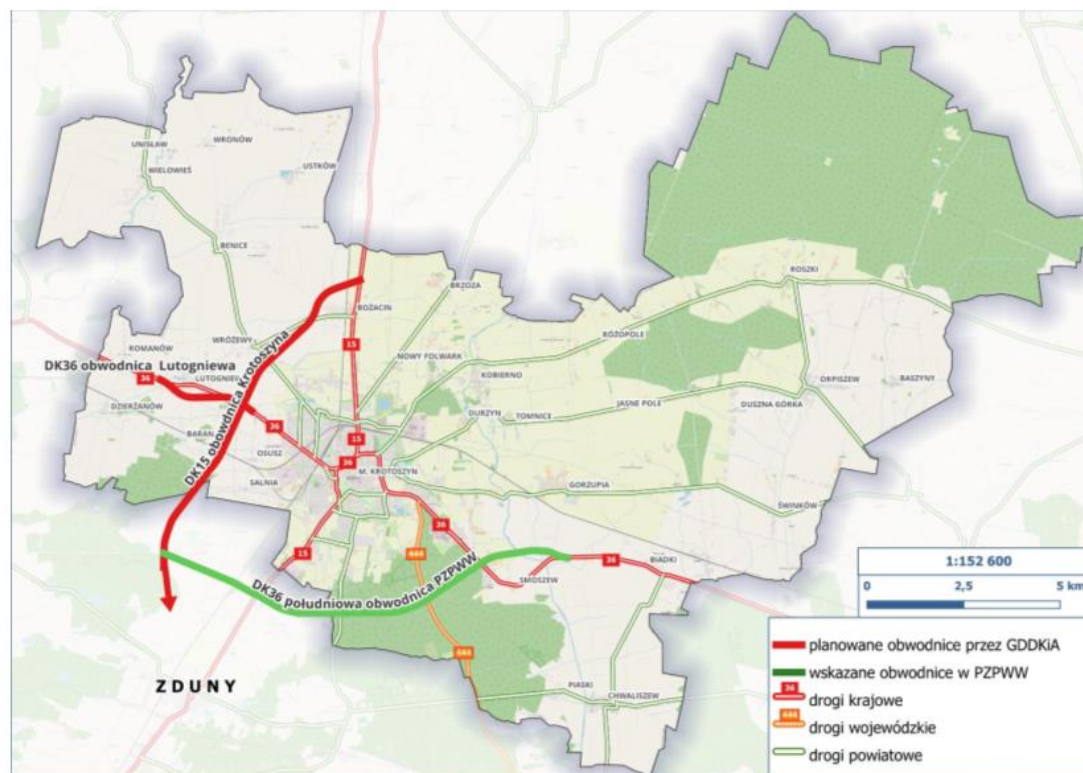 UNISŁAW
WRONÓW
USTKÓW
WIELOWIEŚ
BENICE
ROSZKI
BRZOZA
BOŻACIN
RÓŻOPOLE
ROMANÓW
WRÓŻEWY
15
NOWY FOLWARK
DK36 obwodnica Lutogniewa
36
LUTOGNIEW
KOBIERNO
ORPISZEW
BASZYNY
DZIERŻANÓW
JASNE POLE
DUSZNA GÓRKA
DURZYN
TOMNICE
BARAN
36
OSUSZ
15
DK15 obwodnica Krotoszyna
36
M. KROTOSZYN
SALNIA
GORZUPIA
ŚWINKÓW
36
15
444
36
BIADKI
SMOSZEW
DK36 południowa obwodnica PZPWW
1:152 600
0 2,5 5 km
444
ZDUNY
PIASKI
CHWALISZEW
planowane obwodnice przez GDDKiA
wskazane obwodnice w PZPWW
36
drogi krajowe
444
drogi wojewódzkie
drogi powiatowe